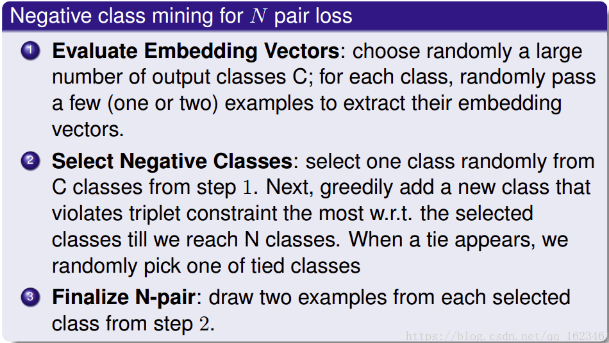 Negative class mining for N pair loss
1 Evaluate Embedding Vectors: choose randomly a large
number of output classes C; for each class, randomly pass
a few (one or two) examples to extract their embedding
vectors.
2 Select Negative Classes: select one class randomly from
C classes from step 1. Next, greedily add a new class that
violates triplet constraint the most w.r.t. the selected
classes till we reach N classes. When a tie appears, we
randomly pick one of tied classes
3 Finalize N-pair: draw two examples from each selected
class from step 2.
https://blog.csdn.net/qq_162346